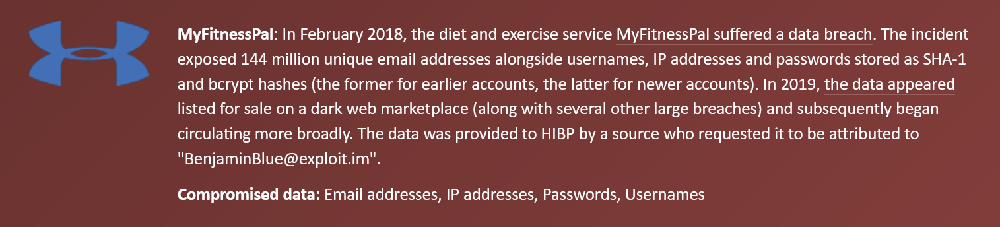 MyFitnessPal: In February 2018, the diet and exercise service MyFitnessPal suffered a data breach. The incident
exposed 144 million unique email addresses alongside usernames, IP addresses and passwords stored as SHA-1
and bcrypt hashes (the former for earlier accounts, the latter for newer accounts). In 2019, the data appeared
listed for sale on a dark web marketplace (along with several other large breaches) and subsequently began
circulating more broadly. The data was provided to HIBP by a source who requested it to be attributed to
"BenjaminBlue@exploit.im".
Compromised data: Email addresses, IP addresses, Passwords, Usernames